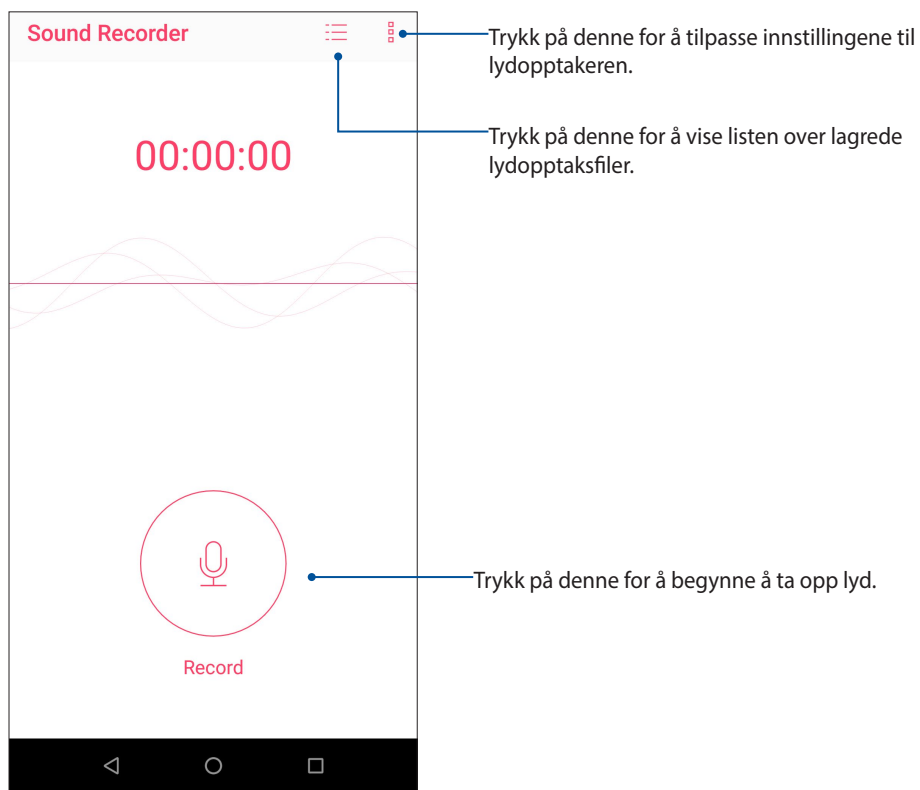 Sound Recorder
Trykk på denne for å tilpasse innstillingene til
lydopptakeren.
Trykk på denne for å vise listen over lagrede
lydopptaksfiler.
00:00:00
Trykk på denne for å begynne å ta opp lyd.
Record